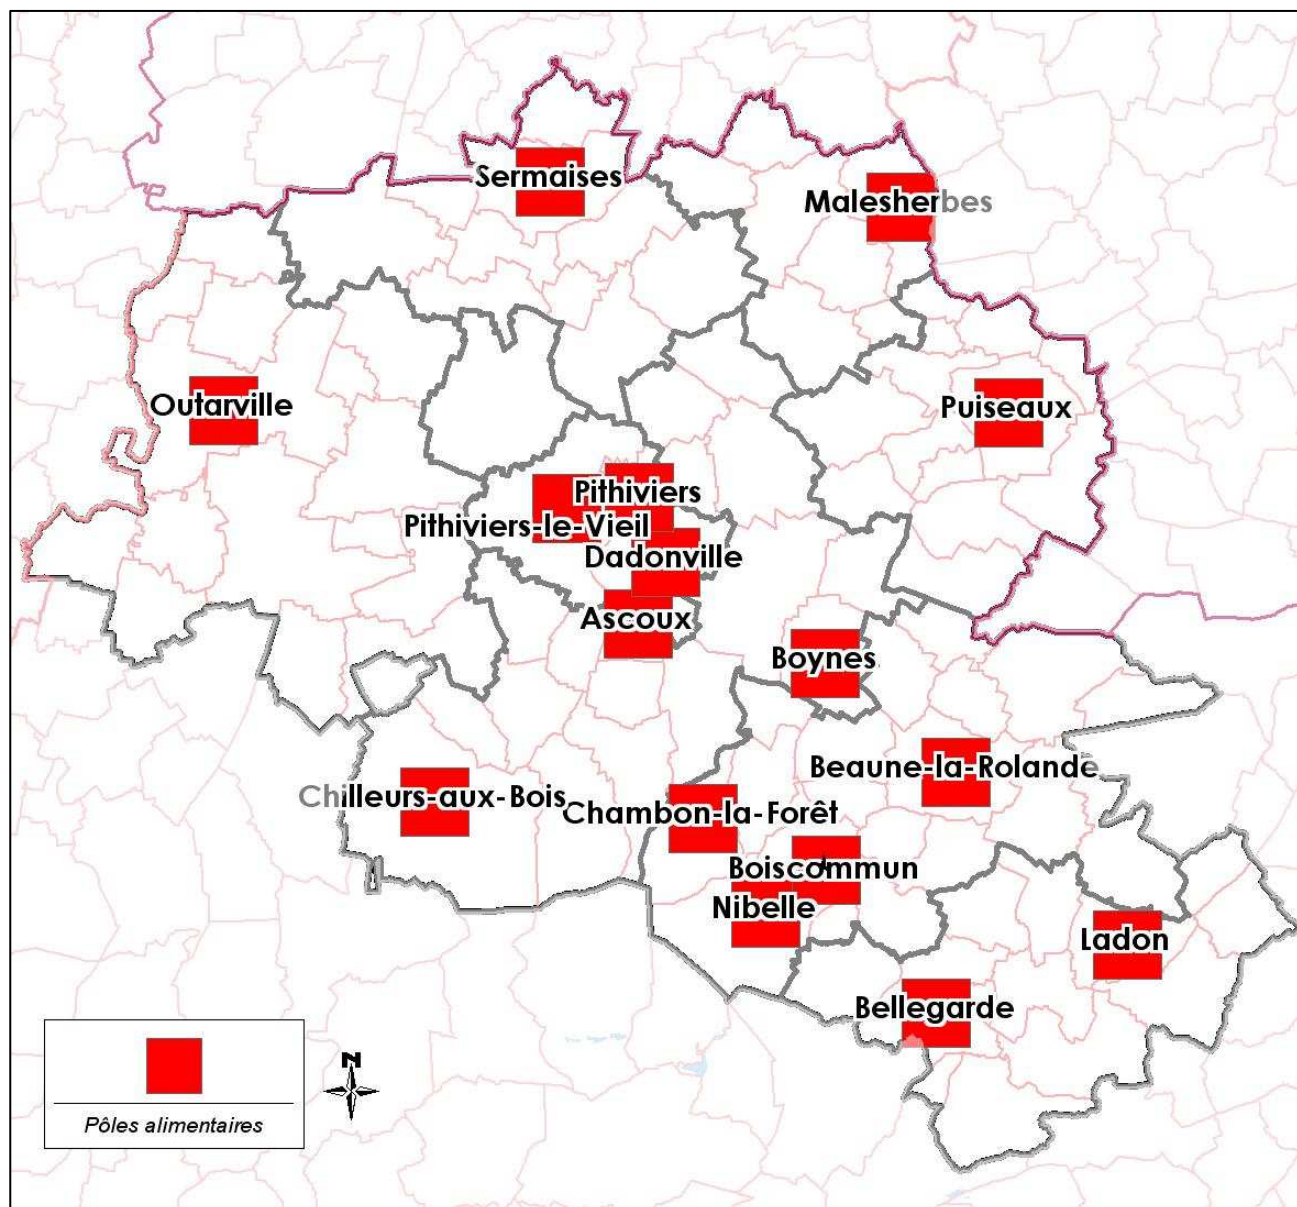 Sermaises
Malesherbes
Outarville
Puiseaux
Pithiviers
Pithiviers-le-Vieil
Dadonville
Ascoux
Boynes
Beaune-la-Rolande
Chilleurs-aux-Bois
Chambon-la-Forêt
Boiscommun
Nibelle
Ladon
Bellegarde
N
Pôles alimentaires